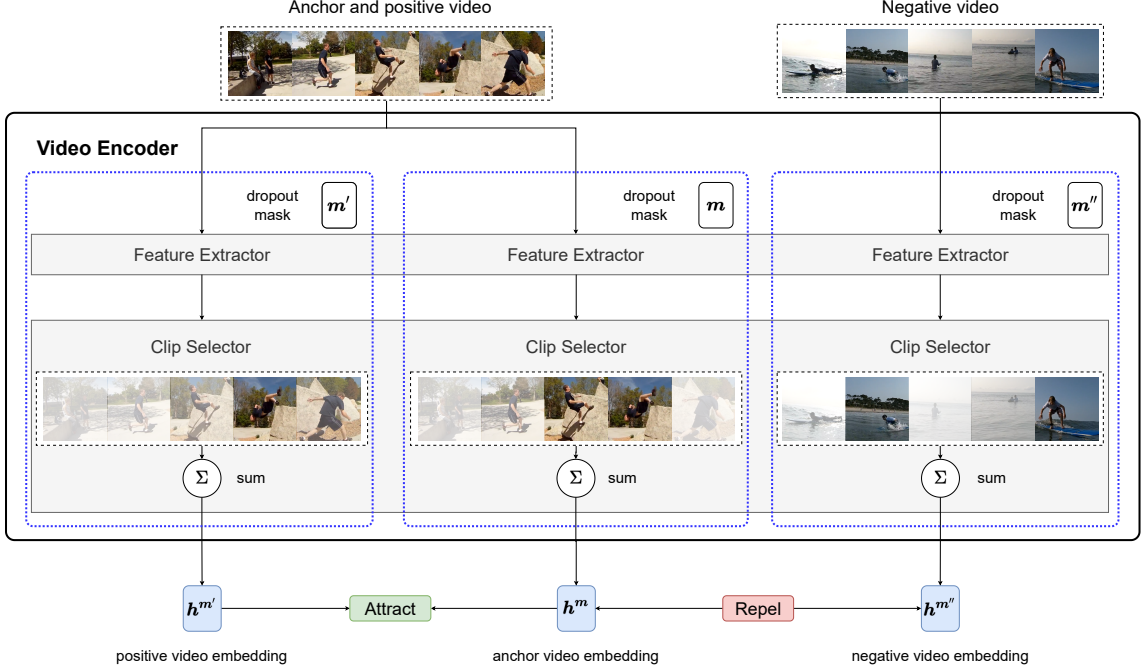 Anchor and positive video
Negative video
Video Encoder
dropout
mask
m′
dropout
mask
m
dropout
mask
m′′
Feature Extractor
Feature Extractor
Feature Extractor
Clip Selector
Clip Selector
Clip Selector
Σ
sum
Σ
sum
Σ
sum
h^{m′}
Attract
h^{m}
Repel
h^{m′′}
positive video embedding
anchor video embedding
negative video embedding